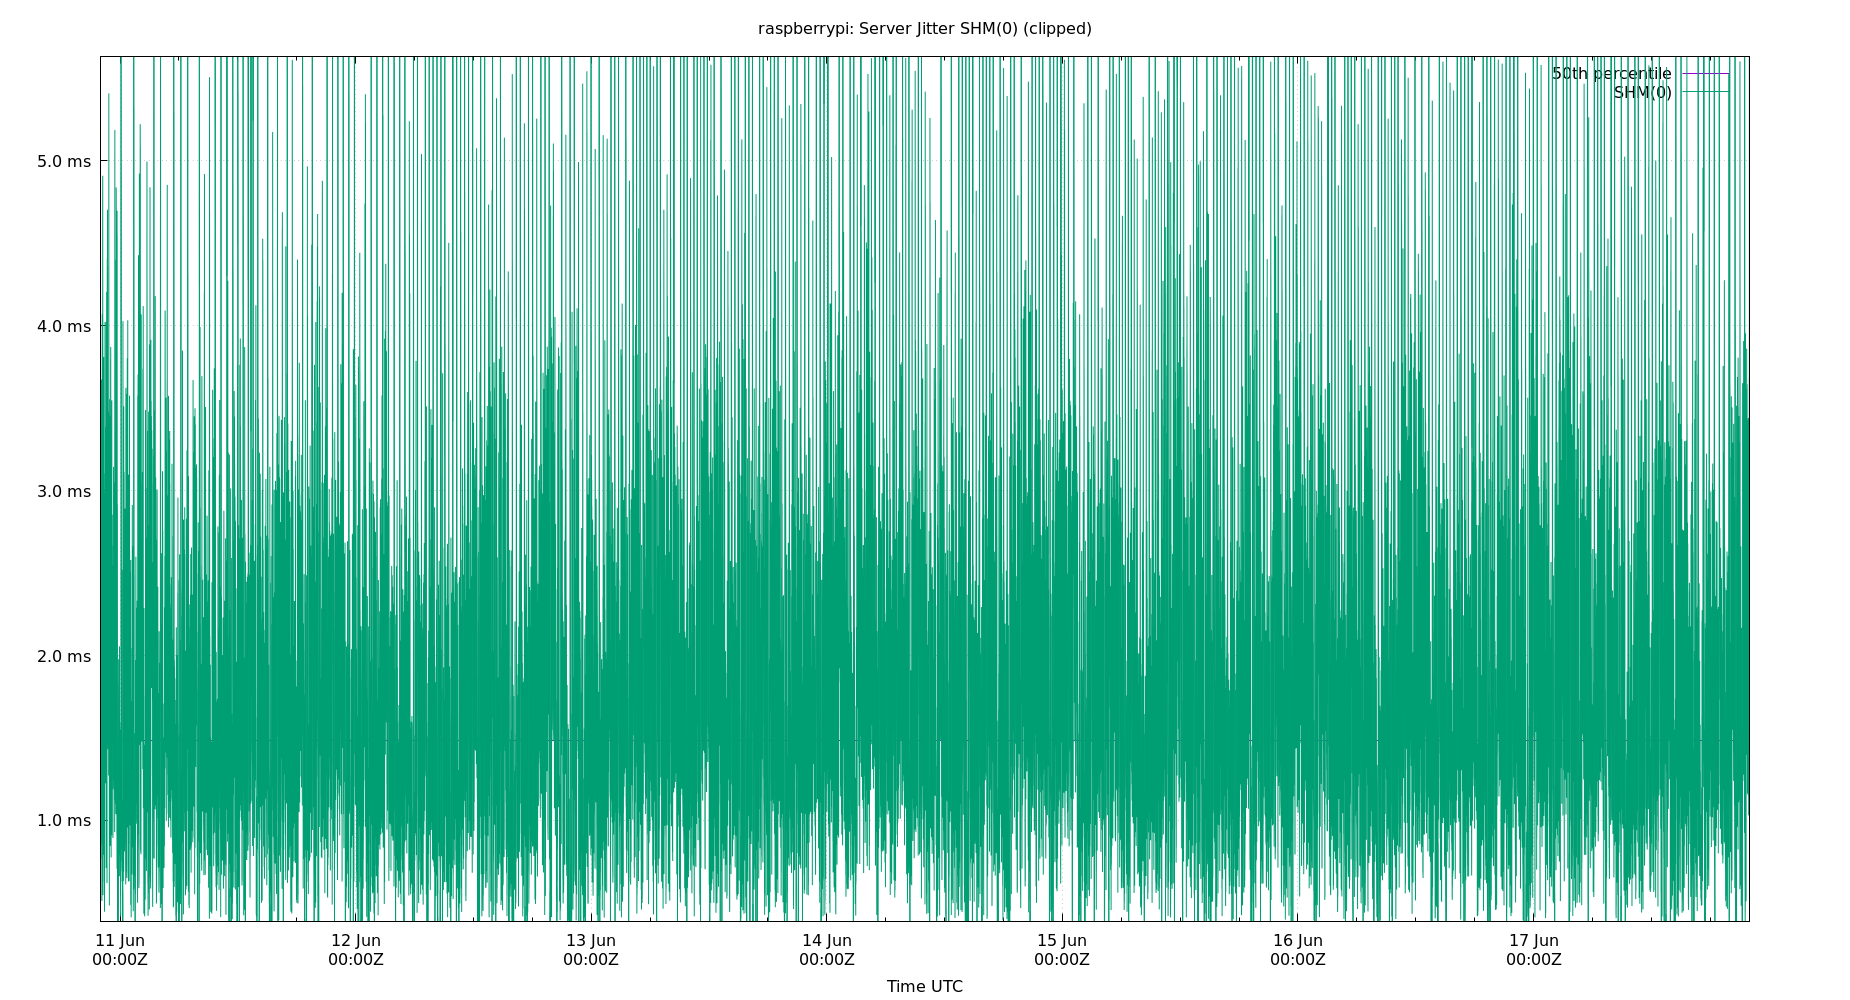 raspberrypi: Server Jitter SHM(0) (clipped)
50th percentile
SHM(0)
5.0 ms
4.0 ms
3.0 ms
2.0 ms
1.0 ms
11 Jun 12 Jun 13 Jun 14 Jun 15 Jun 16 Jun 17 Jun
00:00Z 00:00Z 00:00Z 00:00Z 00:00Z 00:00Z 00:00Z
Time UTC